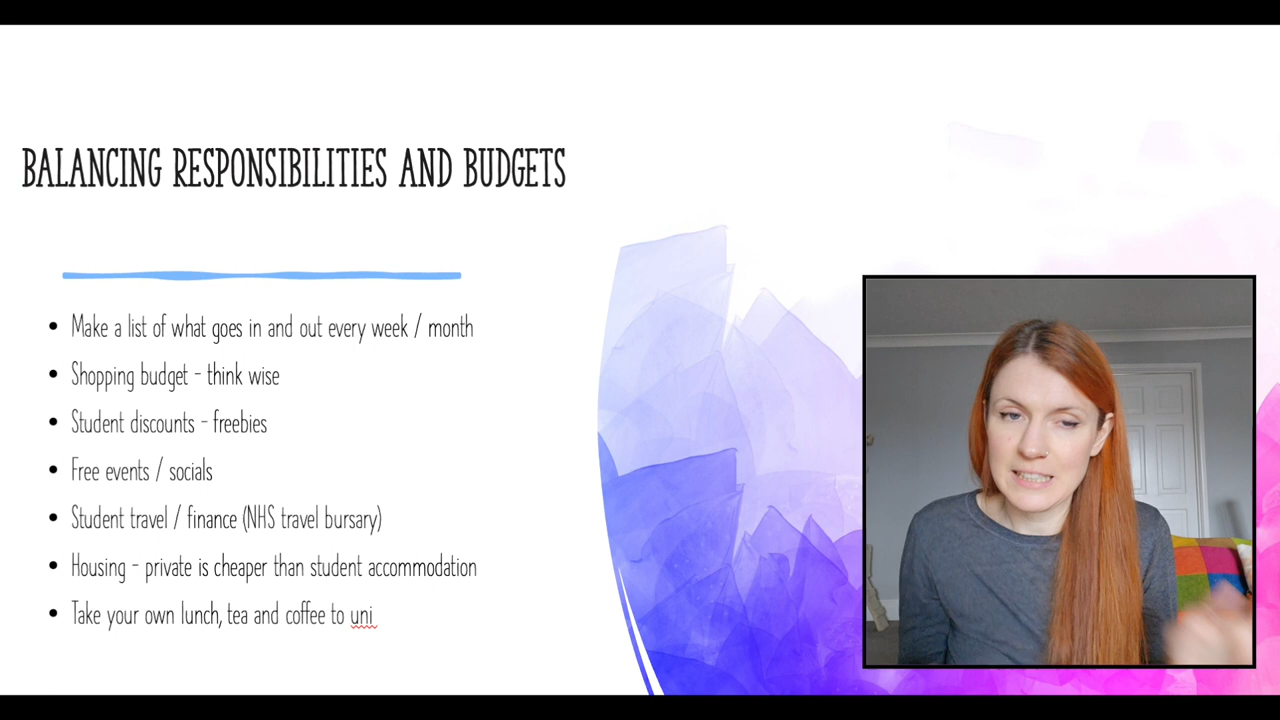 BALANCING RESPONSIBILITIES AND BUDGETS
• Make a list of what goes in and out every week / month
• Shopping budget - think wise
• Student discounts - freebies
• Free events / socials
• Student travel / finance (NHS travel bursary)
• Housing - private is cheaper than student accommodation
• Take your own lunch, tea and coffee to uni